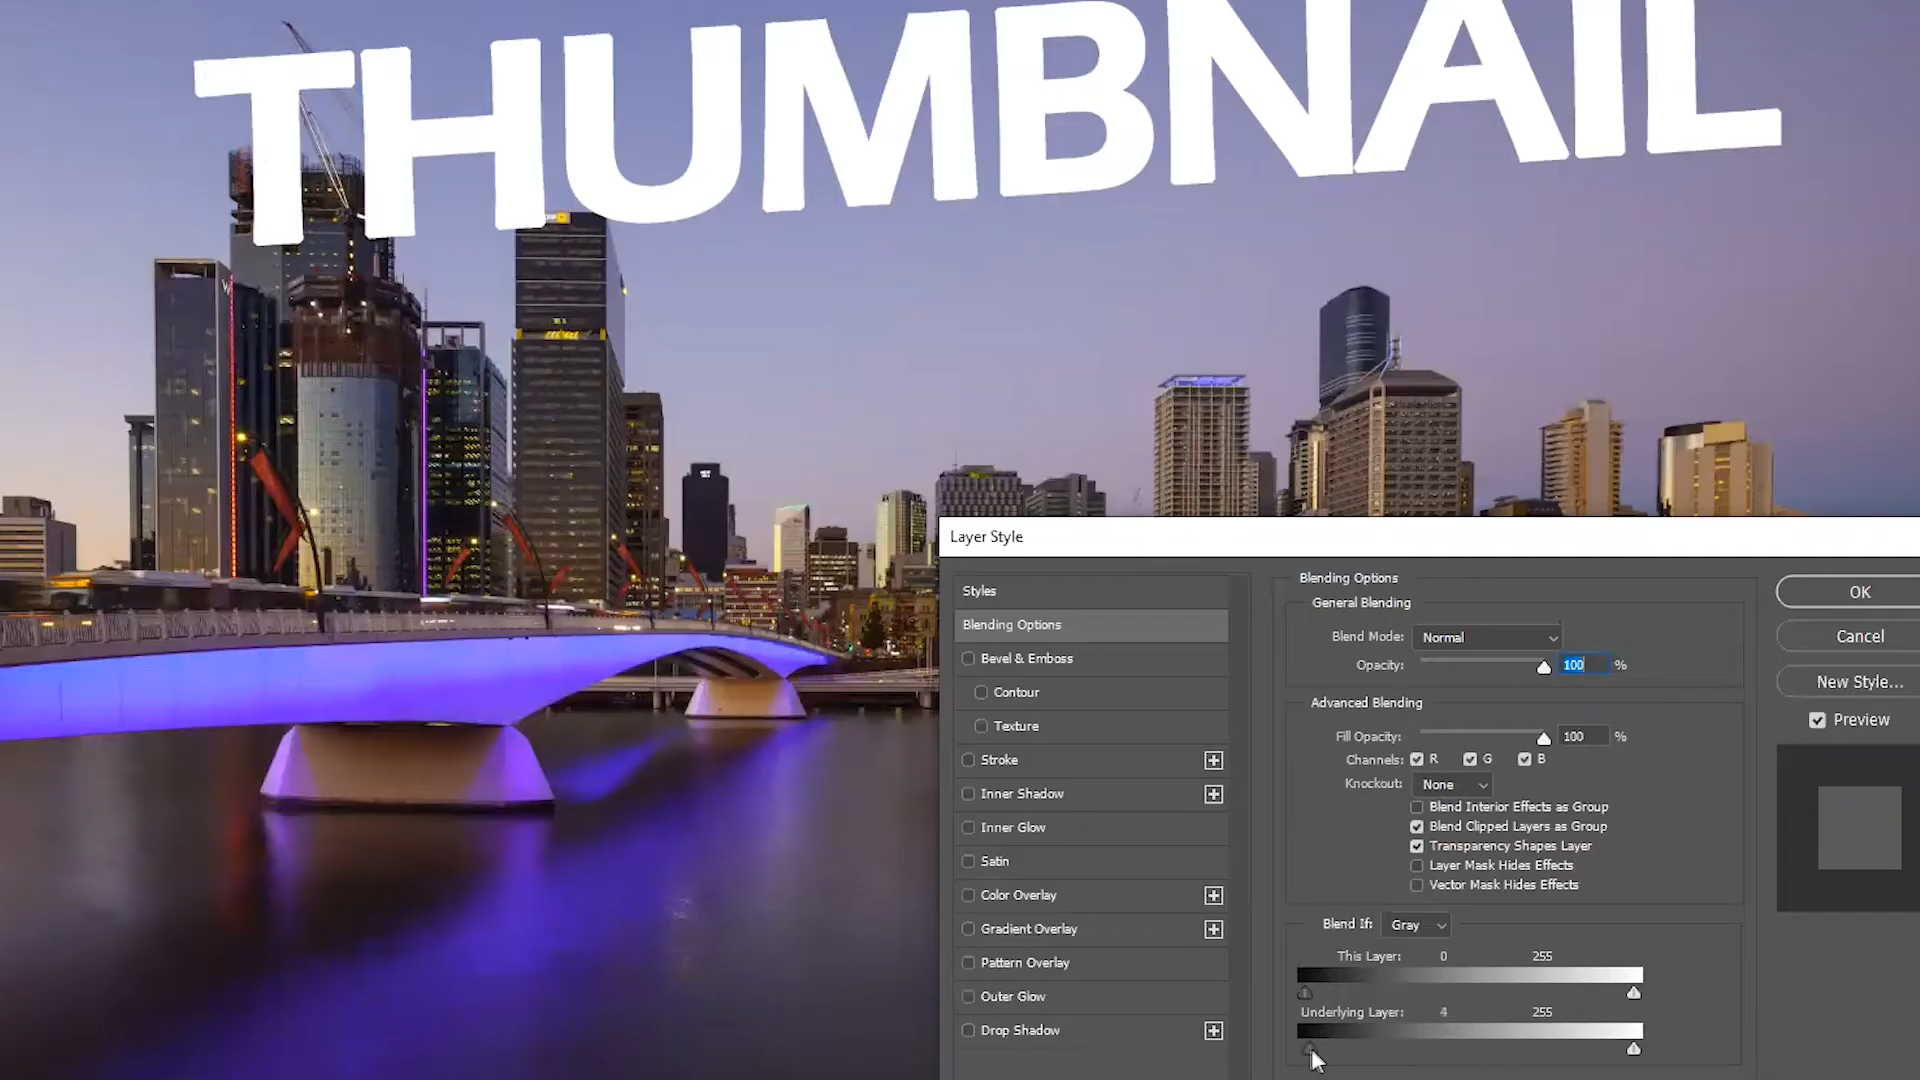 THUMBNAIL
Layer Style
Styles
Blending Options
Bevel & Emboss
Contour
Texture
Stroke
Inner Shadow
Inner Glow
Satin
Color Overlay
Gradient Overlay
Pattern Overlay
Outer Glow
Drop Shadow
Blending Options
General Blending
Blend Mode: Normal
Opacity: 100 %
Advanced Blending
Fill Opacity: 100 %
Channels: R G B
Knockout: None
Blend Interior Effects as Group
Blend Clipped Layers as Group
Transparency Shapes Layer
Layer Mask Hides Effects
Vector Mask Hides Effects
Blend If: Gray
This Layer: 0 255
Underlying Layer: 4 255
OK
Cancel
New Style...
Preview